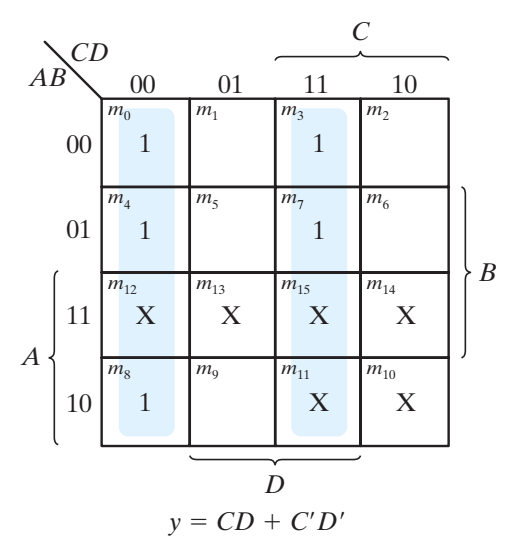 C
CD
AB
00 01 11 10
m0 m1 m3 m2
00 1 1
m4 m5 m7 m6
01 1 1
B
m12 m13 m15 m14
11 X X X X
A
m8 m9 m11 m10
10 1 X X
D
y = CD + C′D′